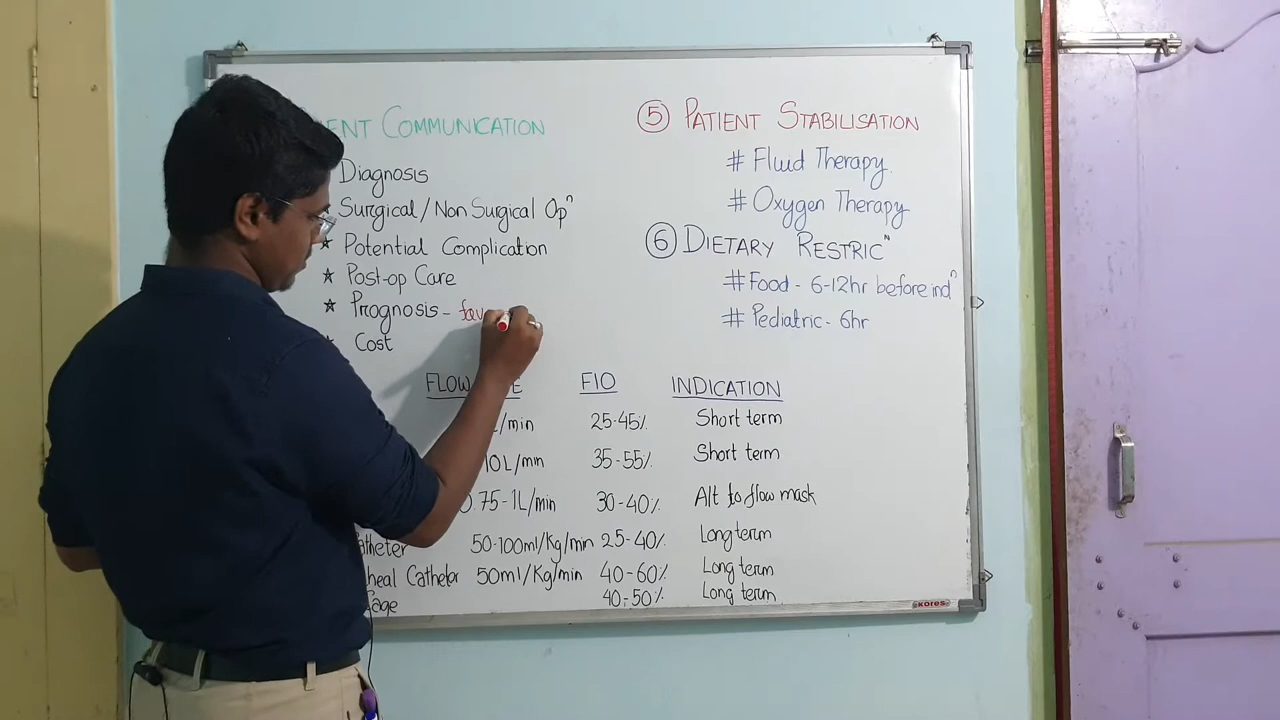 ENT COMMUNICATION
Diagnosis
Surgical/Non Surgical Opⁿ
★ Potential Complication
★ Post-op Care
★ Prognosis - fav
★ Cost
⑤ PATIENT STABILISATION
# Fluid Therapy.
# Oxygen Therapy
⑥ DIETARY RESTRICᴺ
# Food - 6-12hr before indⁿ
# Pediatric - 6hr
FLOW E FIO INDICATION
L/min 25-45% Short term
10L/min 35-55% Short term
0.75-1L/min 30-40% Alt to flow mask
atheter 50-100ml/Kg/min 25-40% Long term
heal Catheter 50ml/Kg/min 40-60% Long term
Cage 40-50% Long term
kores